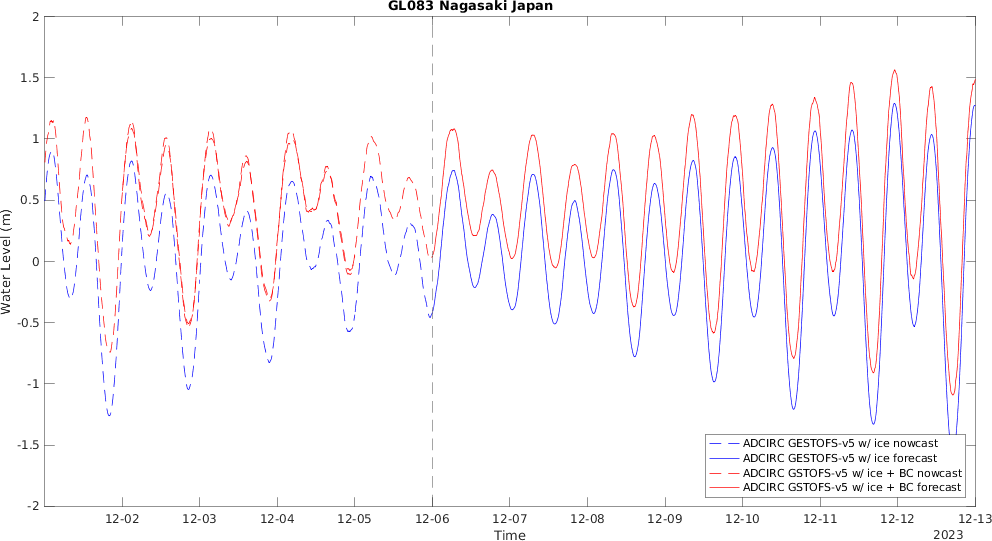 GL083 Nagasaki Japan
Water Level (m)
2
1.5
1
0.5
0
-0.5
-1
-1.5
-2
ADCIRC GESTOFS-v5 w/ ice nowcast
ADCIRC GESTOFS-v5 w/ ice forecast
ADCIRC GSTOFS-v5 w/ ice + BC nowcast
ADCIRC GSTOFS-v5 w/ ice + BC forecast
12-02 12-03 12-04 12-05 12-06 12-07 12-08 12-09 12-10 12-11 12-12 12-13
Time
2023